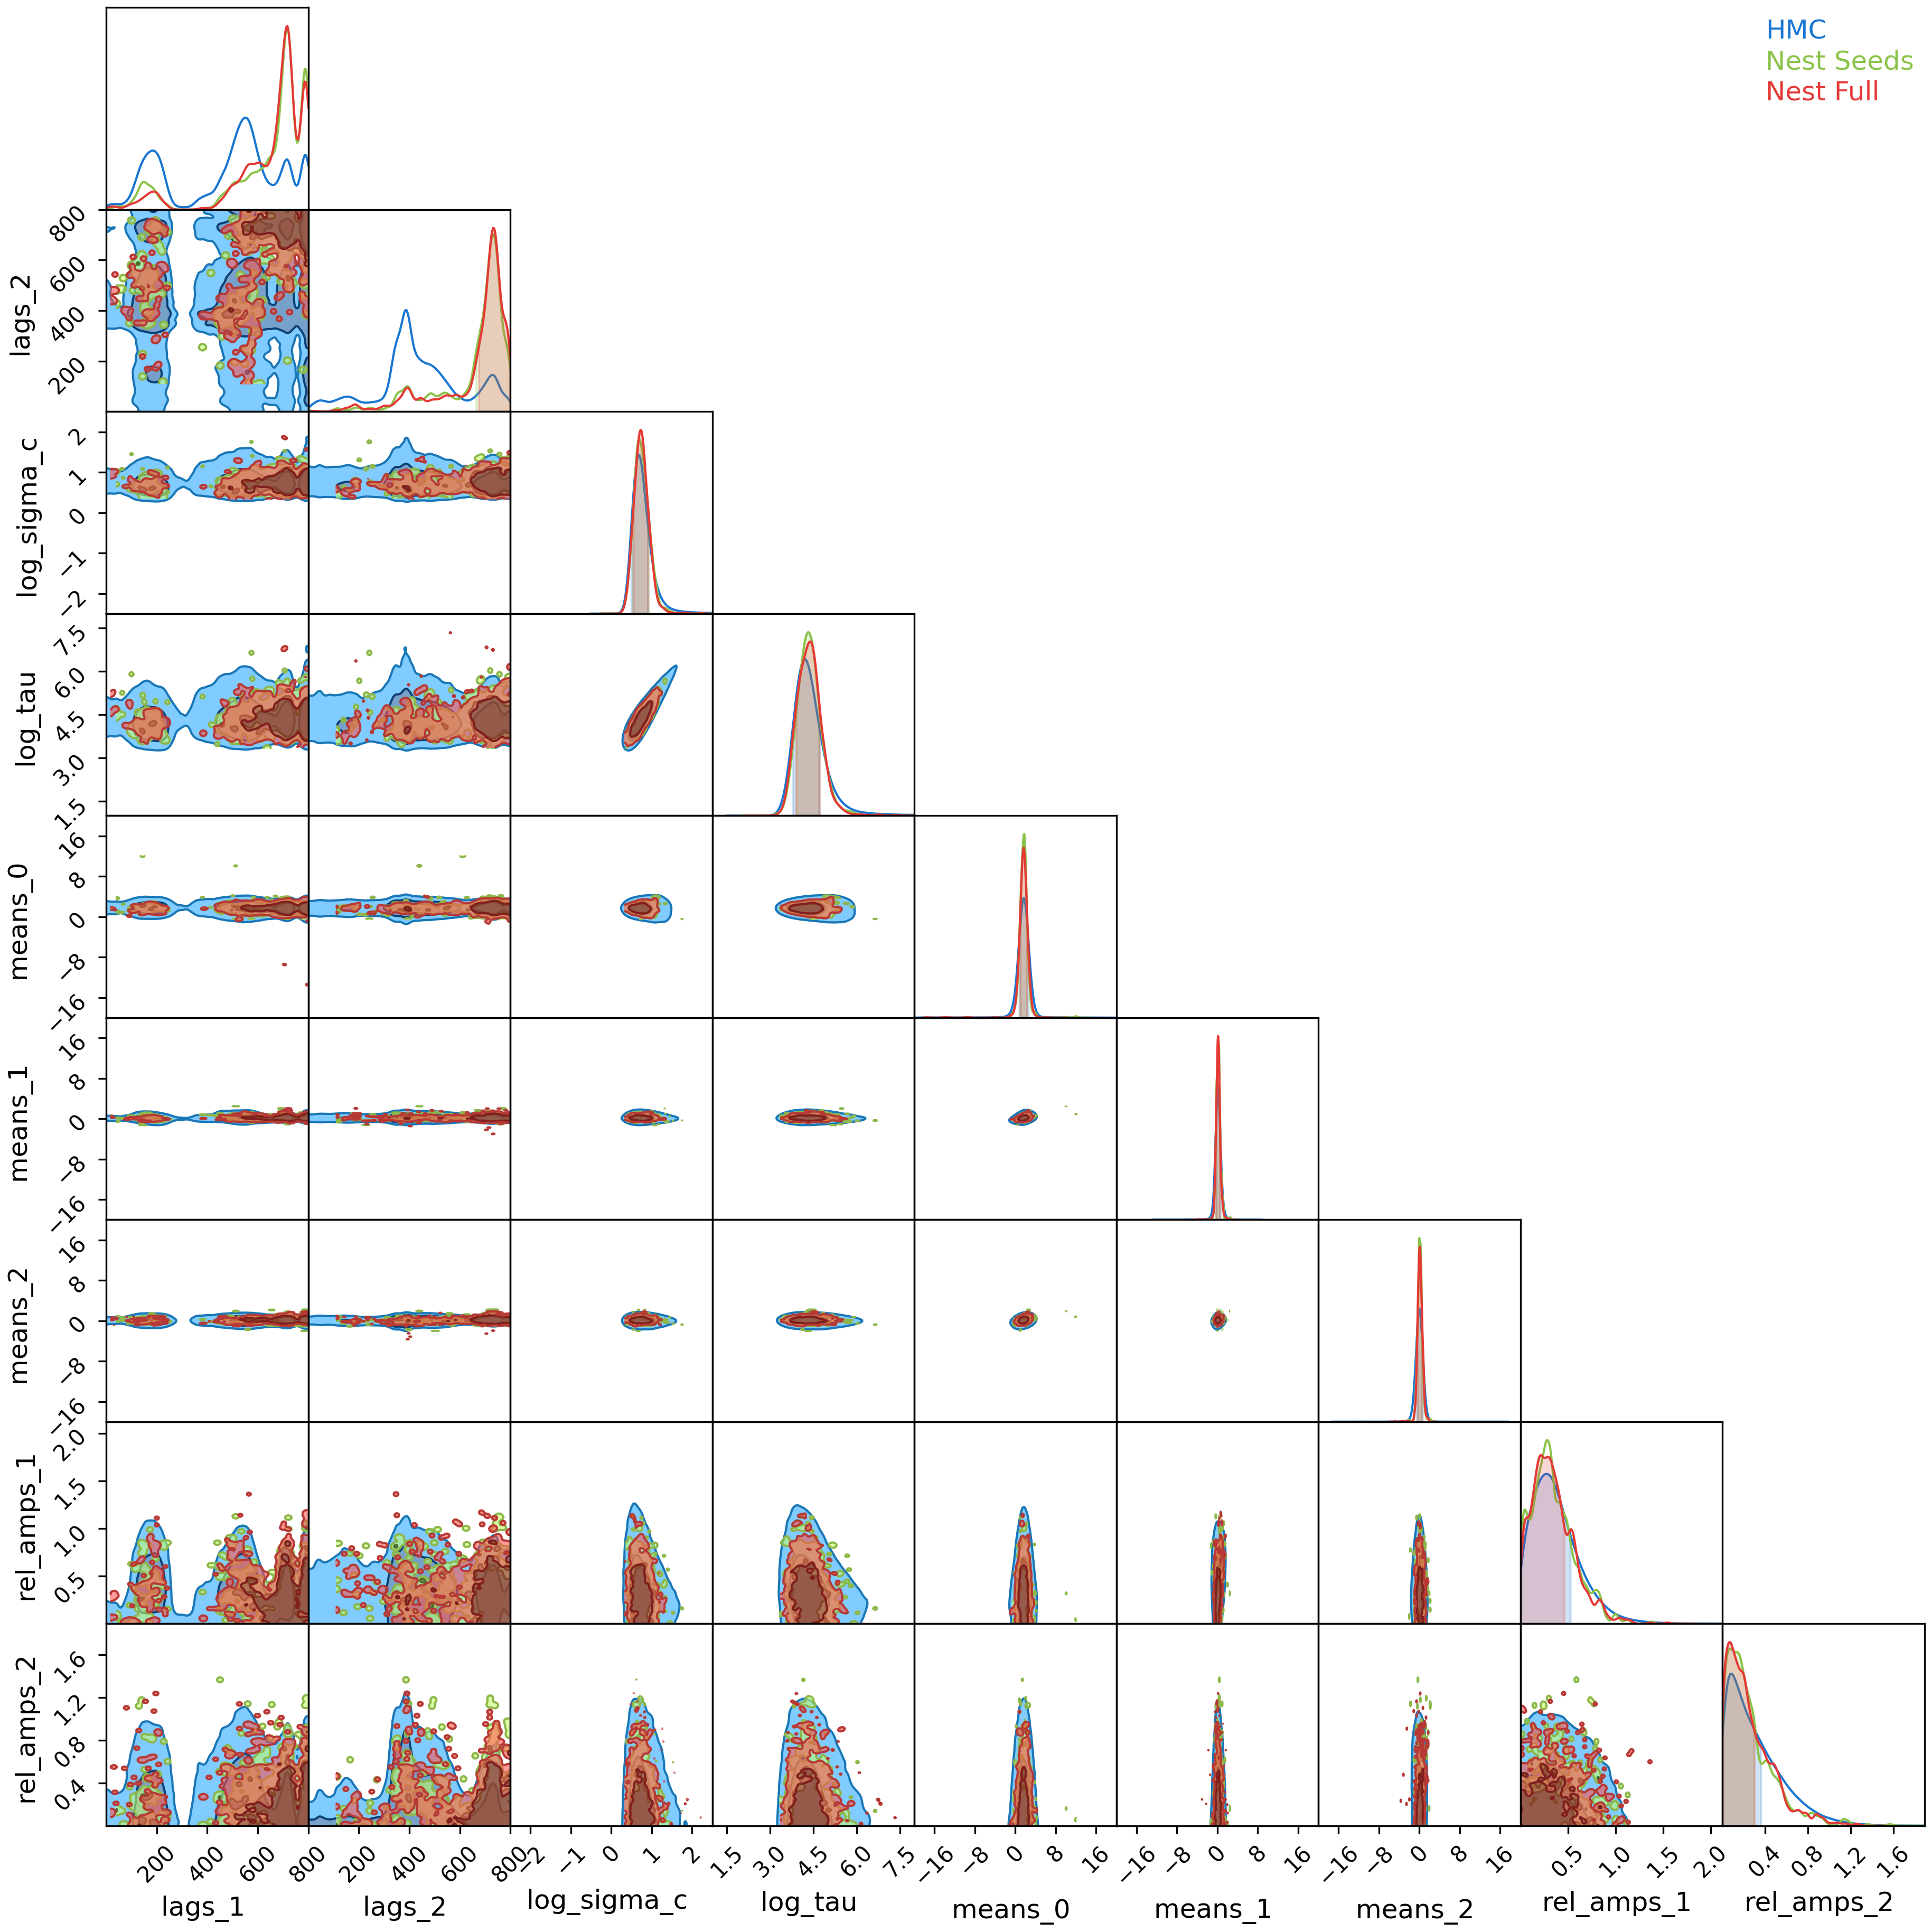 HMC
Nest Seeds
Nest Full
lags_2
800
600
400
200
log_sigma_c
2
1
0
−1
−2
log_tau
7.5
6.0
4.5
3.0
1.5
means_0
16
8
0
−8
−16
means_1
16
8
0
−8
−16
means_2
16
8
0
−8
−16
rel_amps_1
2.0
1.5
1.0
0.5
rel_amps_2
1.6
1.2
0.8
0.4
200 400 600 800 200 400 600 800 −2 −1 0 1 2 1.5 3.0 4.5 6.0 7.5 −16 −8 0 8 16 −16 −8 0 8 16 −16 −8 0 8 16 0.5 1.0 1.5 2.0 0.4 0.8 1.2 1.6
lags_1 lags_2 log_sigma_c log_tau means_0 means_1 means_2 rel_amps_1 rel_amps_2